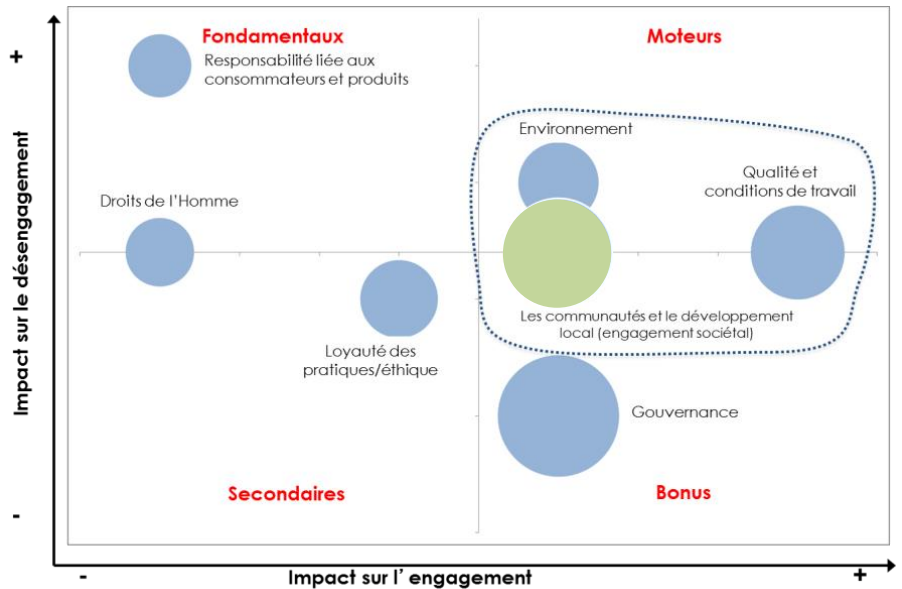 +
Impact sur le désengagement
-
Fondamentaux
Responsabilité liée aux
consommateurs et produits
Moteurs
Environnement
Qualité et
conditions de travail
Droits de l’Homme
Les communautés et le développement
local (engagement sociétal)
Loyauté des
pratiques/éthique
Gouvernance
Secondaires
Bonus
-
Impact sur l’ engagement
+